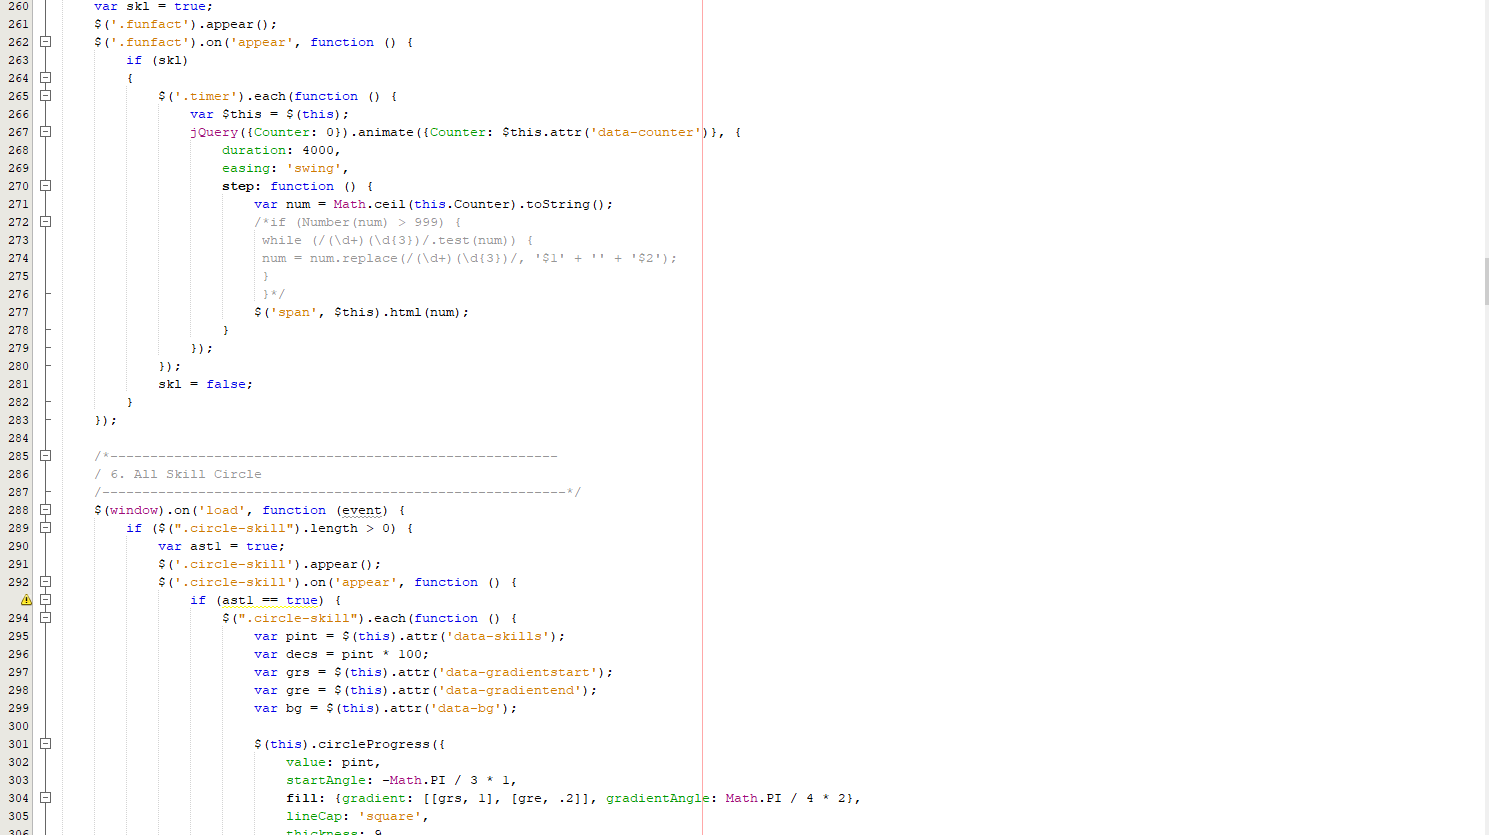 260 var skl = true;
261 $('.funfact').appear();
262 $('.funfact').on('appear', function () {
263 if (skl)
264 {
265 $('.timer').each(function () {
266 var $this = $(this);
267 jQuery({Counter: 0}).animate({Counter: $this.attr('data-counter')}, {
268 duration: 4000,
269 easing: 'swing',
270 step: function () {
271 var num = Math.ceil(this.Counter).toString();
272 /*if (Number(num) > 999) {
273 while (/(\d+)(\d{3})/.test(num)) {
274 num = num.replace(/(\d+)(\d{3})/, '$1' + '' + '$2');
275 }
276 }*/
277 $('span', $this).html(num);
278 }
279 });
280 });
281 skl = false;
282 }
283 });
284
285 /*--------------------------------------------------------
286 / 6. All Skill Circle
287 /----------------------------------------------------------*/
288 $(window).on('load', function (event) {
289 if ($(".circle-skill").length > 0) {
290 var astl = true;
291 $('.circle-skill').appear();
292 $('.circle-skill').on('appear', function () {
if (astl == true) {
294 $(".circle-skill").each(function () {
295 var pint = $(this).attr('data-skills');
296 var decs = pint * 100;
297 var grs = $(this).attr('data-gradientstart');
298 var gre = $(this).attr('data-gradientend');
299 var bg = $(this).attr('data-bg');
300
301 $(this).circleProgress({
302 value: pint,
303 startAngle: -Math.PI / 3 * 1,
304 fill: {gradient: [[grs, 1], [gre, .2]], gradientAngle: Math.PI / 4 * 2},
305 lineCap: 'square',
306 thickness: 9